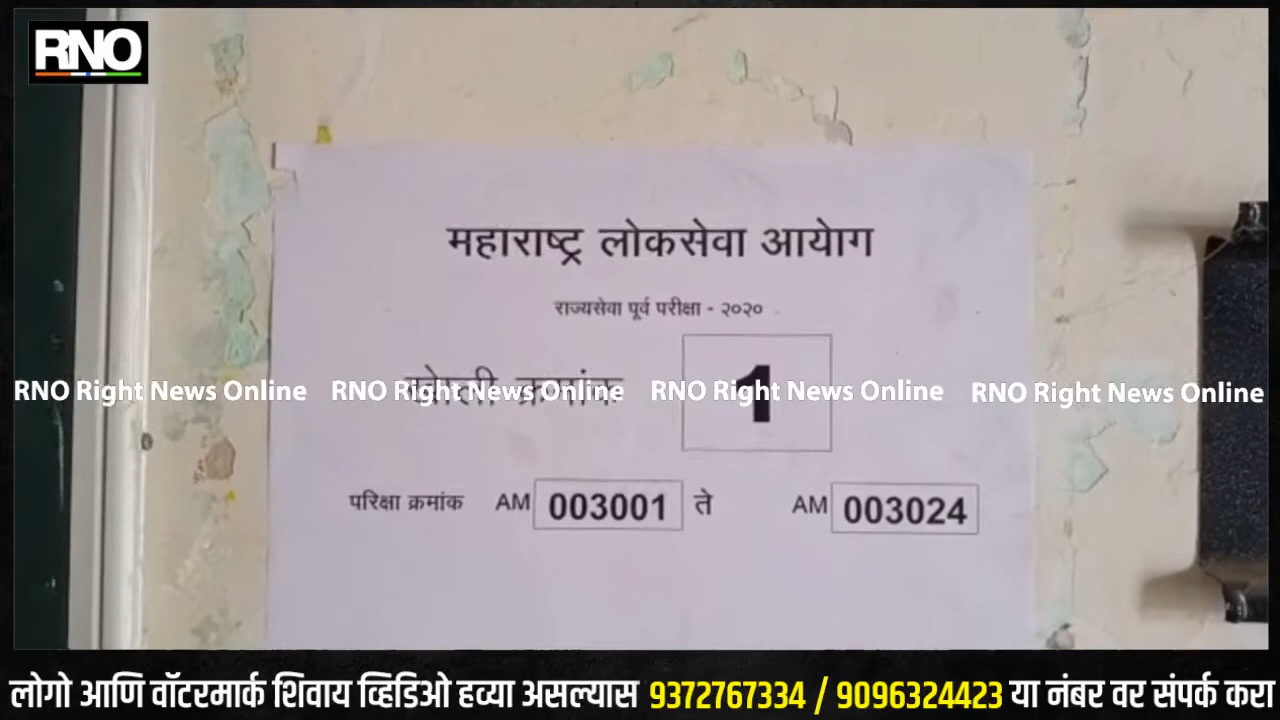 RNO
महाराष्ट्र लोकसेवा आयोग
राज्यसेवा पूर्व परीक्षा - २०२०
खोली क्रमांक 1
RNO Right News Online RNO Right News Online RNO Right News Online RNO Right News Online
परिक्षा क्रमांक AM 003001 ते AM 003024
लोगो आणि वॉटरमार्क शिवाय व्हिडिओ हव्या असल्यास 9372767334 / 9096324423 या नंबर वर संपर्क करा